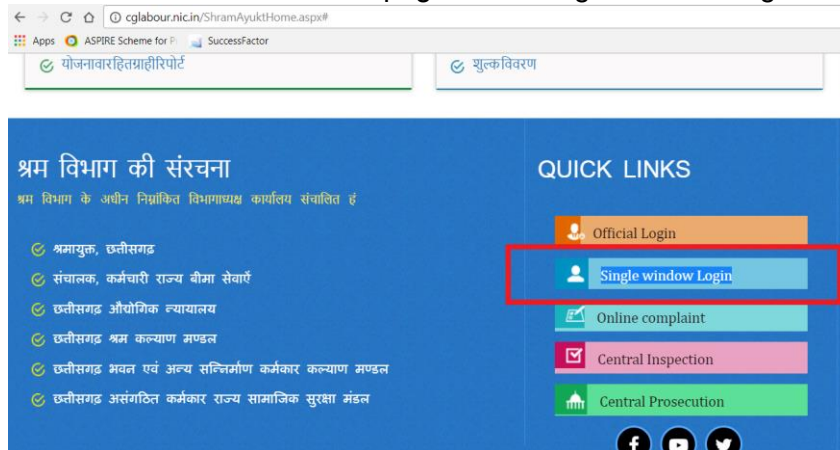 cglabour.nic.in/ShramAyuktHome.aspx#
Apps ASPIRE Scheme for P SuccessFactor
योजनावारहितग्राहीरिपोर्ट
शुल्कविवरण
श्रम विभाग की संरचना
श्रम विभाग के अधीन निम्नांकित विभागाध्यक्ष कार्यालय संचालित हं
श्रमायुक्त, छत्तीसगढ़
संचालक, कर्मचारी राज्य बीमा सेवाऐं
छत्तीसगढ़ औद्योगिक न्यायालय
छत्तीसगढ़ श्रम कल्याण मण्डल
छत्तीसगढ़ भवन एवं अन्य सन्निर्माण कर्मकार कल्याण मण्डल
छत्तीसगढ़ असंगठित कर्मकार राज्य सामाजिक सुरक्षा मंडल
QUICK LINKS
Official Login
Single window Login
Online complaint
Central Inspection
Central Prosecution